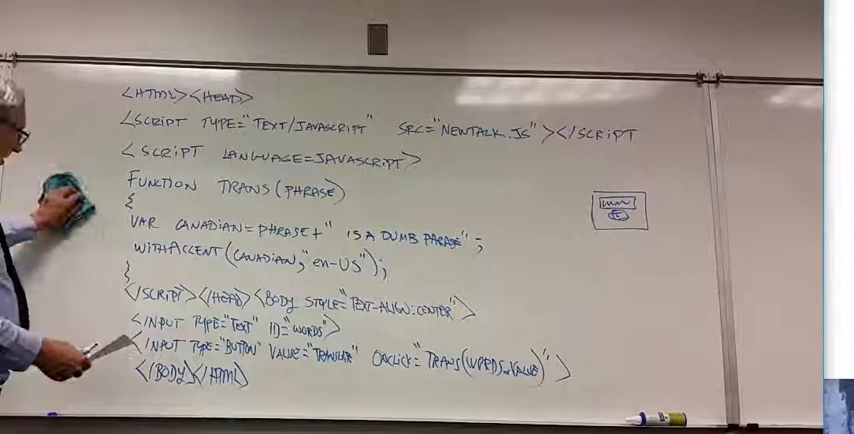 <HTML><HEAD>
<SCRIPT TYPE="TEXT/JAVASCRIPT" SRC="NEWTALK.JS"></SCRIPT
<SCRIPT LANGUAGE=JAVASCRIPT>
FUNCTION TRANS(PHRASE)
{
VAR CANADIAN=PHRASE+" IS A DUMB PHRASE";
WITHACCENT(CANADIAN,"en-US");
}
</SCRIPT></HEAD><BODY STYLE="TEXT-ALIGN:CENTER">
<INPUT TYPE="TEXT" ID="WORDS">
<INPUT TYPE="BUTTON" VALUE="TRANSLATE" ONCLICK="TRANS(WORDS.VALUE)">
</BODY></HTML>